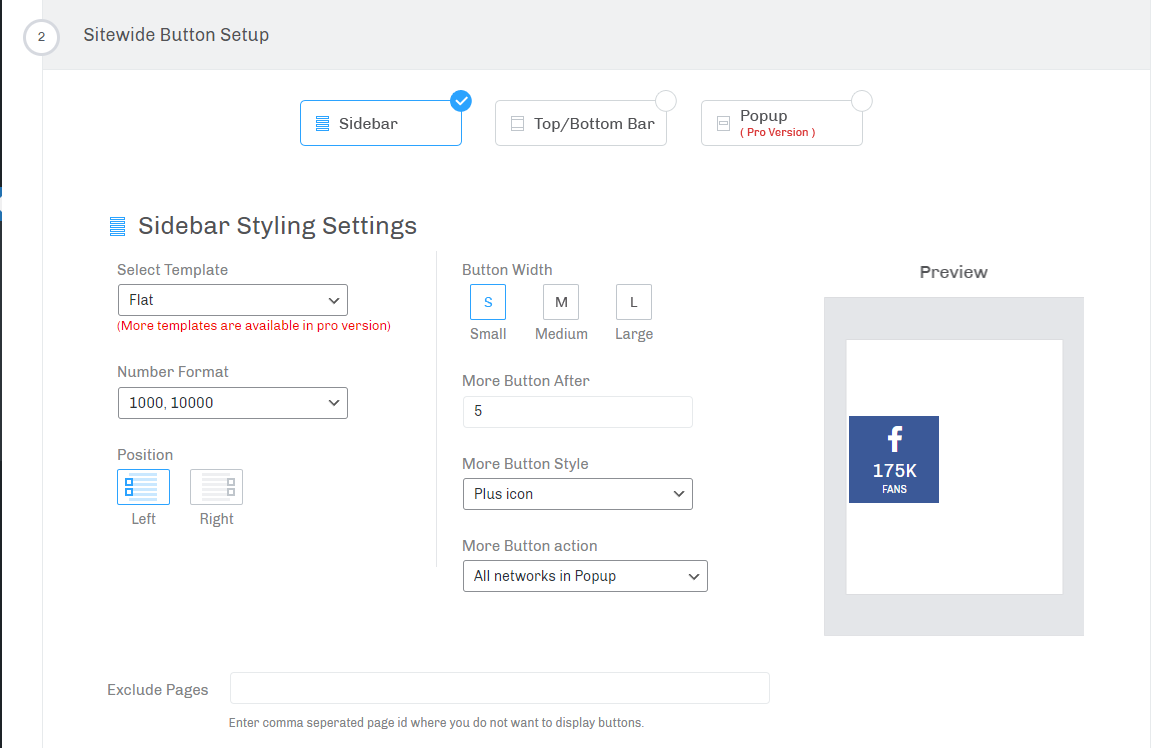 2
Sitewide Button Setup
Sidebar
Top/Bottom Bar
Popup
( Pro Version )
Sidebar Styling Settings
Select Template
Flat
(More templates are available in pro version)
Number Format
1000, 10000
Position
Left
Right
Button Width
S
M
L
Small
Medium
Large
More Button After
5
More Button Style
Plus icon
More Button action
All networks in Popup
Preview
175K
FANS
Exclude Pages
Enter comma seperated page id where you do not want to display buttons.